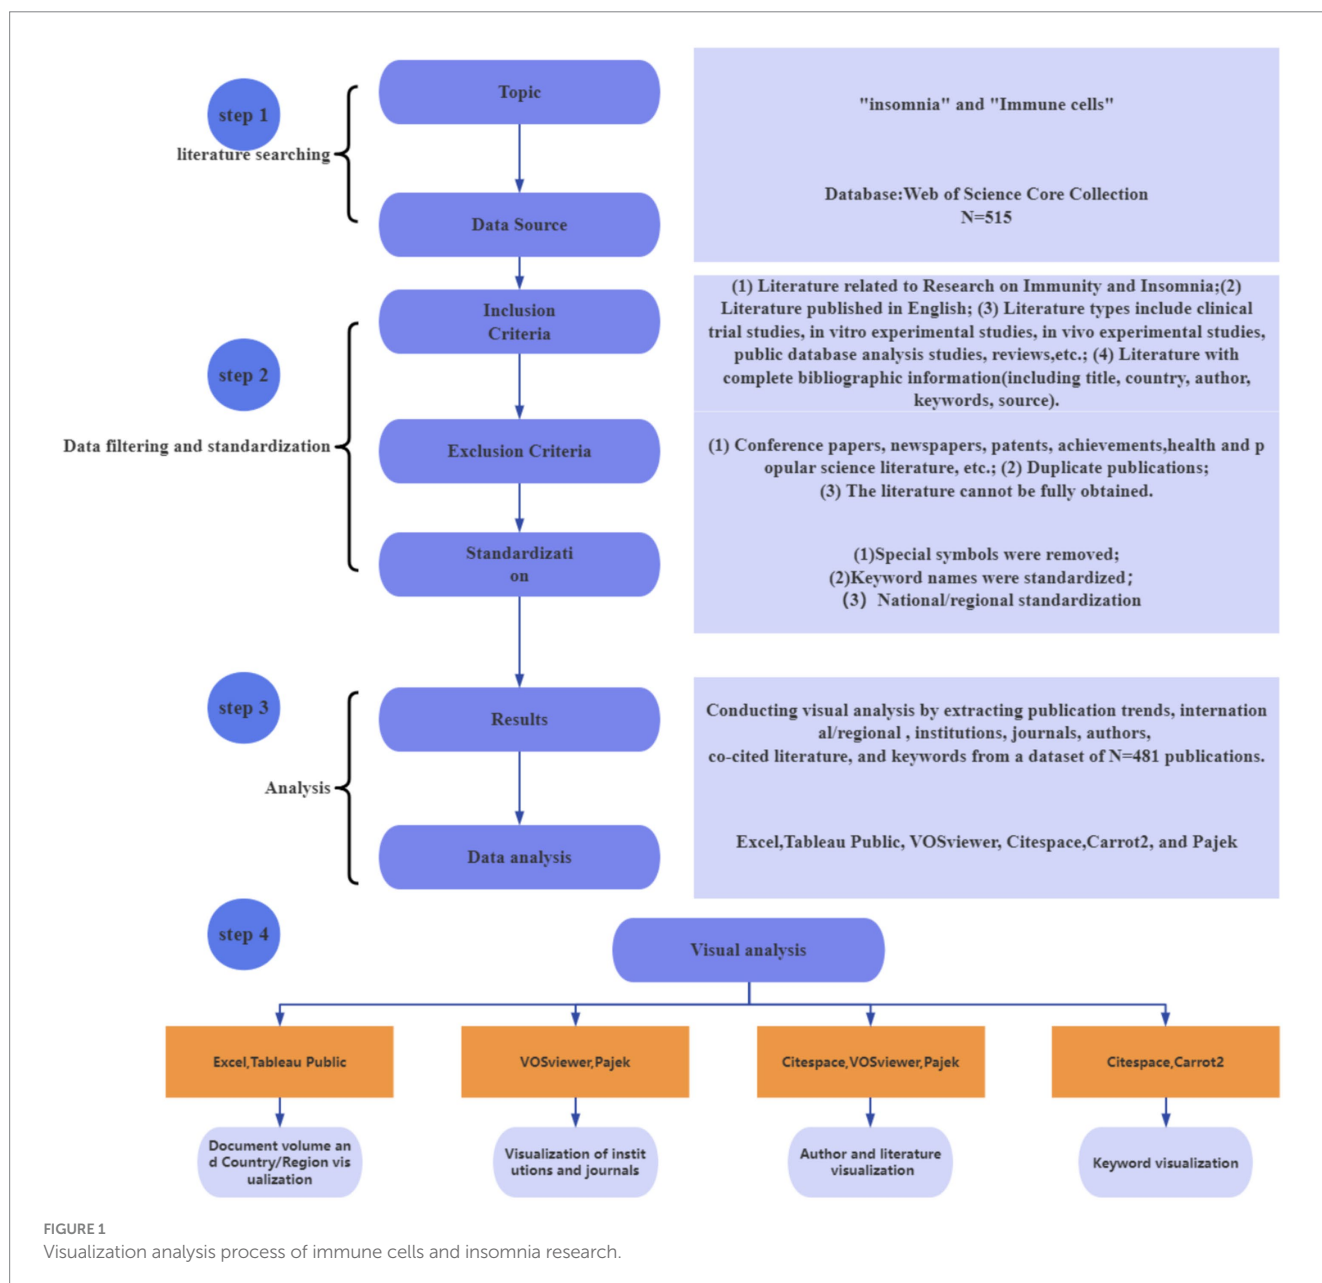 step 1
literature searching
Topic
Data Source
"insomnia" and "Immune cells"
Database:Web of Science Core Collection
N=515
step 2
Data filtering and standardization
Inclusion
Criteria
Exclusion Criteria
Standardizati
on
(1) Literature related to Research on Immunity and Insomnia;(2)
Literature published in English; (3) Literature types include clinical
trial studies, in vitro experimental studies, in vivo experimental studies,
public database analysis studies, reviews,etc.; (4) Literature with
complete bibliographic information(including title, country, author,
keywords, source).
(1) Conference papers, newspapers, patents, achievements,health and p
opular science literature, etc.; (2) Duplicate publications;
(3) The literature cannot be fully obtained.
(1)Special symbols were removed;
(2)Keyword names were standardized；
（3）National/regional standardization
step 3
Analysis
Results
Data analysis
Conducting visual analysis by extracting publication trends, internation
al/regional , institutions, journals, authors,
co-cited literature, and keywords from a dataset of N=481 publications.
Excel,Tableau Public, VOSviewer, Citespace,Carrot2, and Pajek
step 4
Visual analysis
Excel,Tableau Public
VOSviewer,Pajek
Citespace,VOSviewer,Pajek
Citespace,Carrot2
Document volume an
d Country/Region vis
ualization
Visualization of instit
utions and journals
Author and literature
visualization
Keyword visualization
FIGURE 1
Visualization analysis process of immune cells and insomnia research.